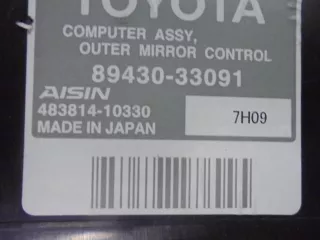 TOYOTA
COMPUTER ASSY,
OUTER MIRROR CONTROL
89430-33091
AISIN
483814-10330
7H09
MADE IN JAPAN